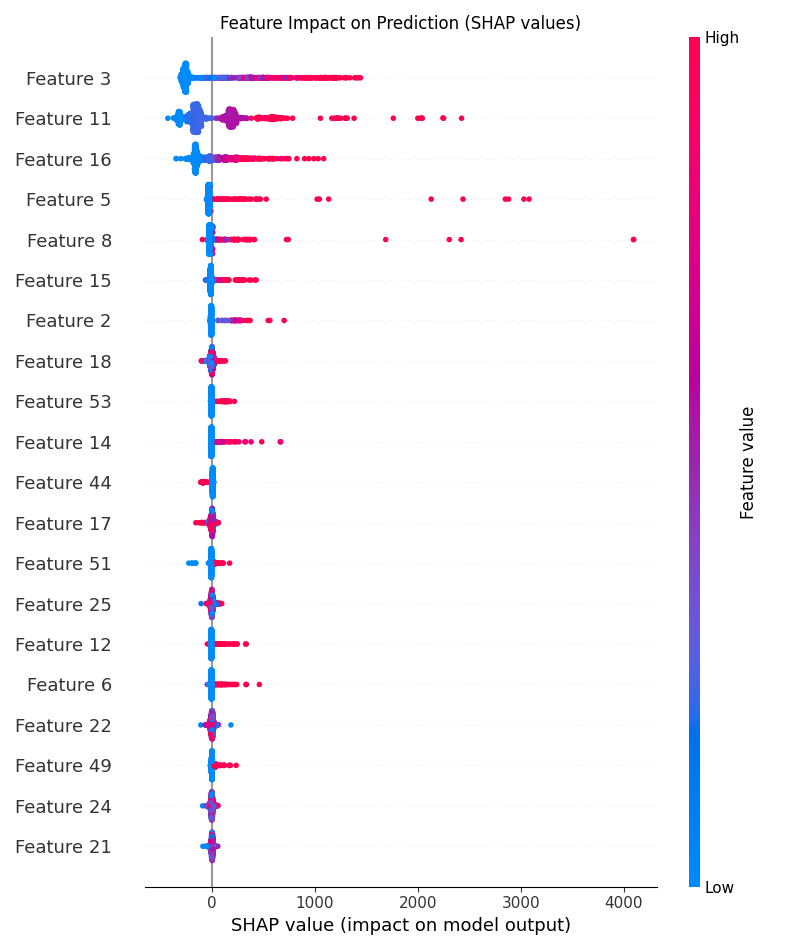 Feature Impact on Prediction (SHAP values)
High
Feature 3
Feature 11
Feature 16
Feature 5
Feature 8
Feature 15
Feature 2
Feature 18
Feature 53
Feature 14
Feature 44
Feature 17
Feature 51
Feature 25
Feature 12
Feature 6
Feature 22
Feature 49
Feature 24
Feature 21
Feature value
Low
0 1000 2000 3000 4000
SHAP value (impact on model output)